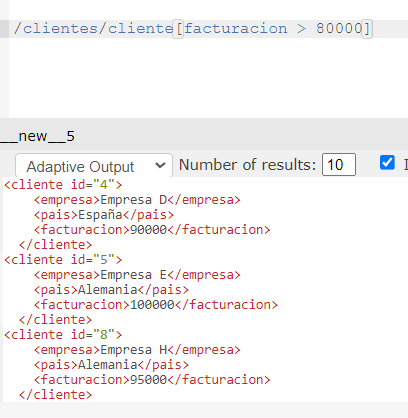 /clientes/cliente[facturacion > 80000]
__new__5
Adaptive Output Number of results: 10
<cliente id="4">
<empresa>Empresa D</empresa>
<pais>España</pais>
<facturacion>90000</facturacion>
</cliente>
<cliente id="5">
<empresa>Empresa E</empresa>
<pais>Alemania</pais>
<facturacion>100000</facturacion>
</cliente>
<cliente id="8">
<empresa>Empresa H</empresa>
<pais>Alemania</pais>
<facturacion>95000</facturacion>
</cliente>